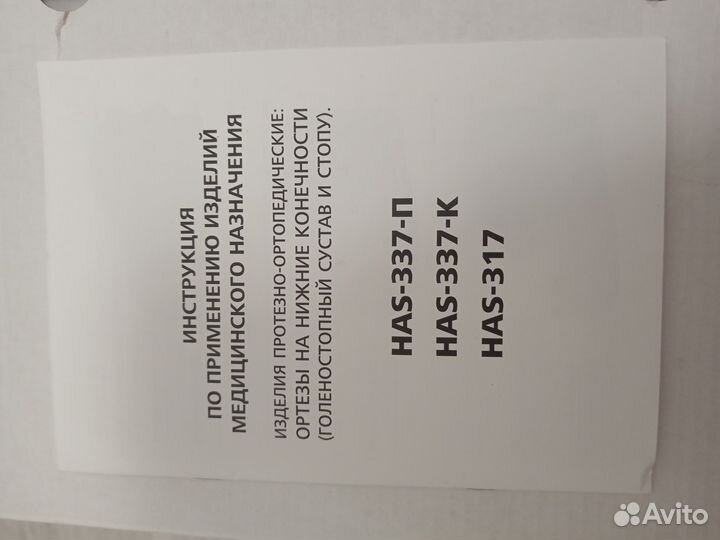 ИНСТРУКЦИЯ
ПО ПРИМЕНЕНИЮ ИЗДЕЛИЙ
МЕДИЦИНСКОГО НАЗНАЧЕНИЯ
ИЗДЕЛИЯ ПРОТЕЗНО-ОРТОПЕДИЧЕСКИЕ:
ОРТЕЗЫ НА НИЖНИЕ КОНЕЧНОСТИ
(ГОЛЕНОСТОПНЫЙ СУСТАВ И СТОПУ).
HAS-337-П
HAS-337-К
HAS-317
Avito